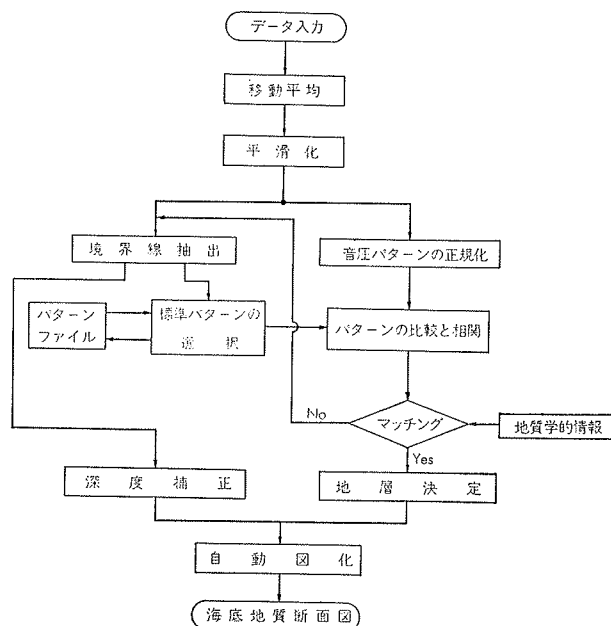 データ入力
移動平均
平滑化
境界線抽出
音圧パターンの正規化
パターン
ファイル
標準パターンの
選択
パターンの比較と相関
No
マッチング
地質学的情報
Yes
深度補正
地層決定
自動図化
海底地質断面図